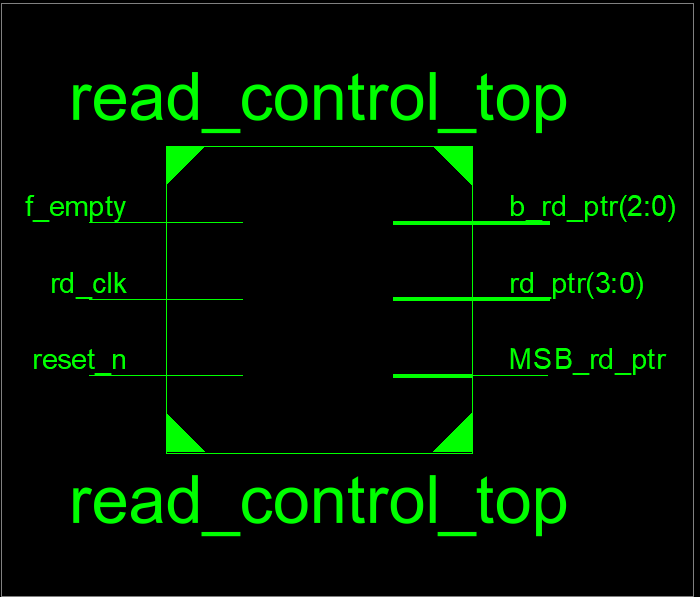 read_control_top
f_empty
b_rd_ptr(2:0)
rd_clk
rd_ptr(3:0)
reset_n
MSB_rd_ptr
read_control_top